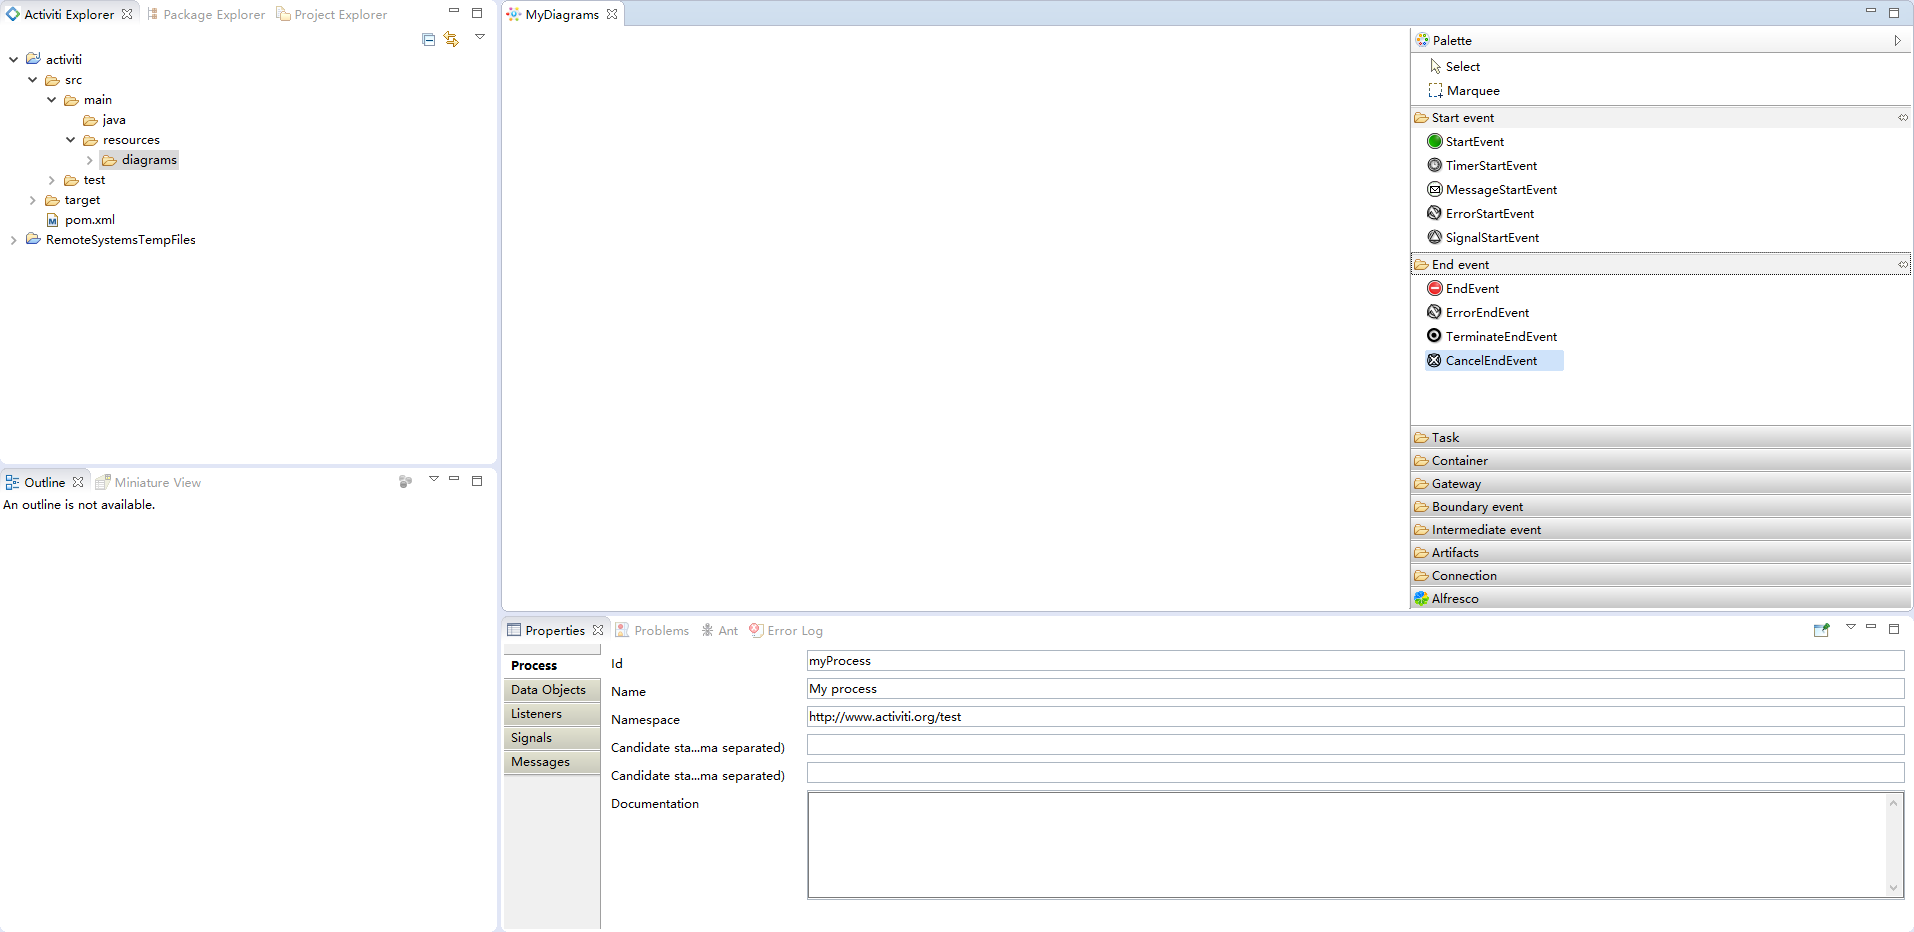 Activiti Explorer
Package Explorer
Project Explorer
activiti
src
main
java
resources
diagrams
test
target
pom.xml
RemoteSystemsTempFiles
Outline
Miniature View
An outline is not available.
MyDiagrams
Palette
Select
Marquee
Start event
StartEvent
TimerStartEvent
MessageStartEvent
ErrorStartEvent
SignalStartEvent
End event
EndEvent
ErrorEndEvent
TerminateEndEvent
CancelEndEvent
Task
Container
Gateway
Boundary event
Intermediate event
Artifacts
Connection
Alfresco
Properties
Problems
Ant
Error Log
Process
Data Objects
Listeners
Signals
Messages
Id
myProcess
Name
My process
Namespace
http://www.activiti.org/test
Candidate sta...ma separated)
Candidate sta...ma separated)
Documentation